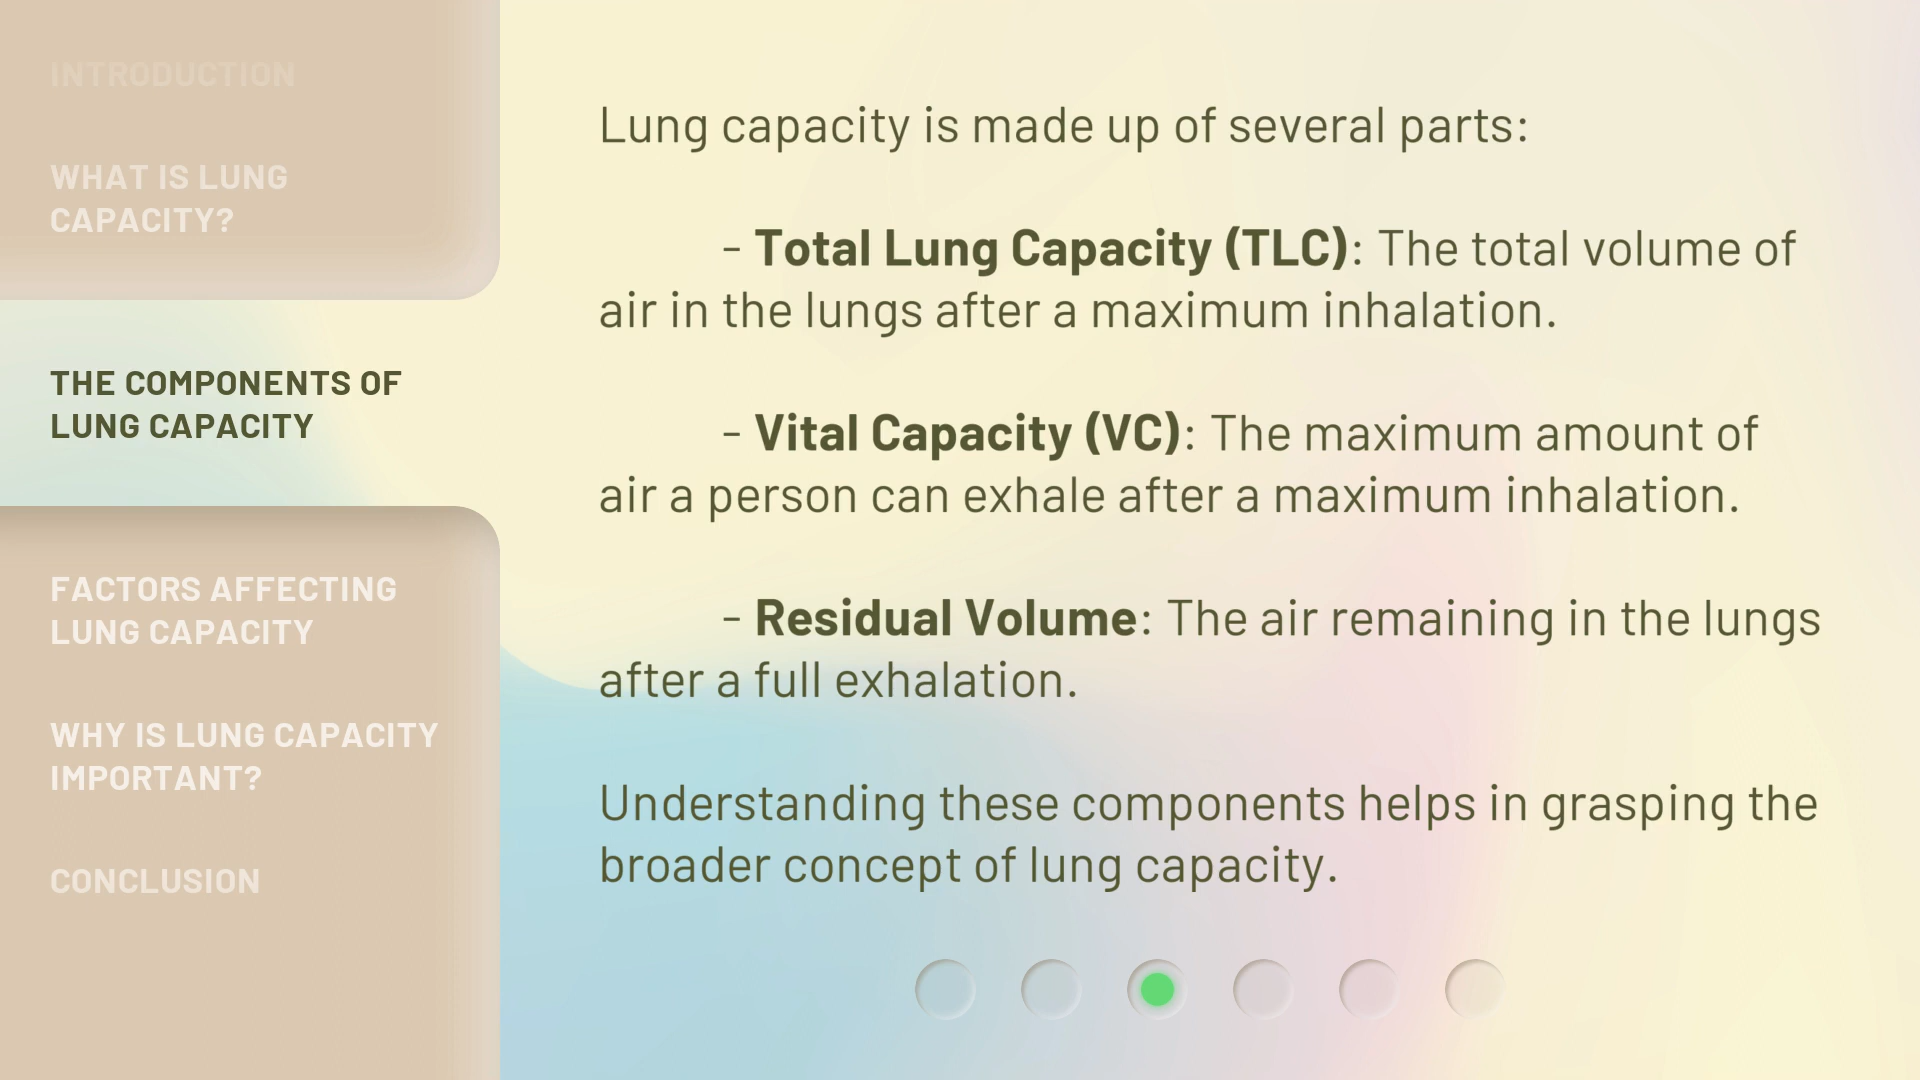 INTRODUCTION
WHAT IS LUNG
CAPACITY?
THE COMPONENTS OF
LUNG CAPACITY
FACTORS AFFECTING
LUNG CAPACITY
WHY IS LUNG CAPACITY
IMPORTANT?
CONCLUSION
Lung capacity is made up of several parts:
- Total Lung Capacity (TLC): The total volume of
air in the lungs after a maximum inhalation.
- Vital Capacity (VC): The maximum amount of
air a person can exhale after a maximum inhalation.
- Residual Volume: The air remaining in the lungs
after a full exhalation.
Understanding these components helps in grasping the
broader concept of lung capacity.